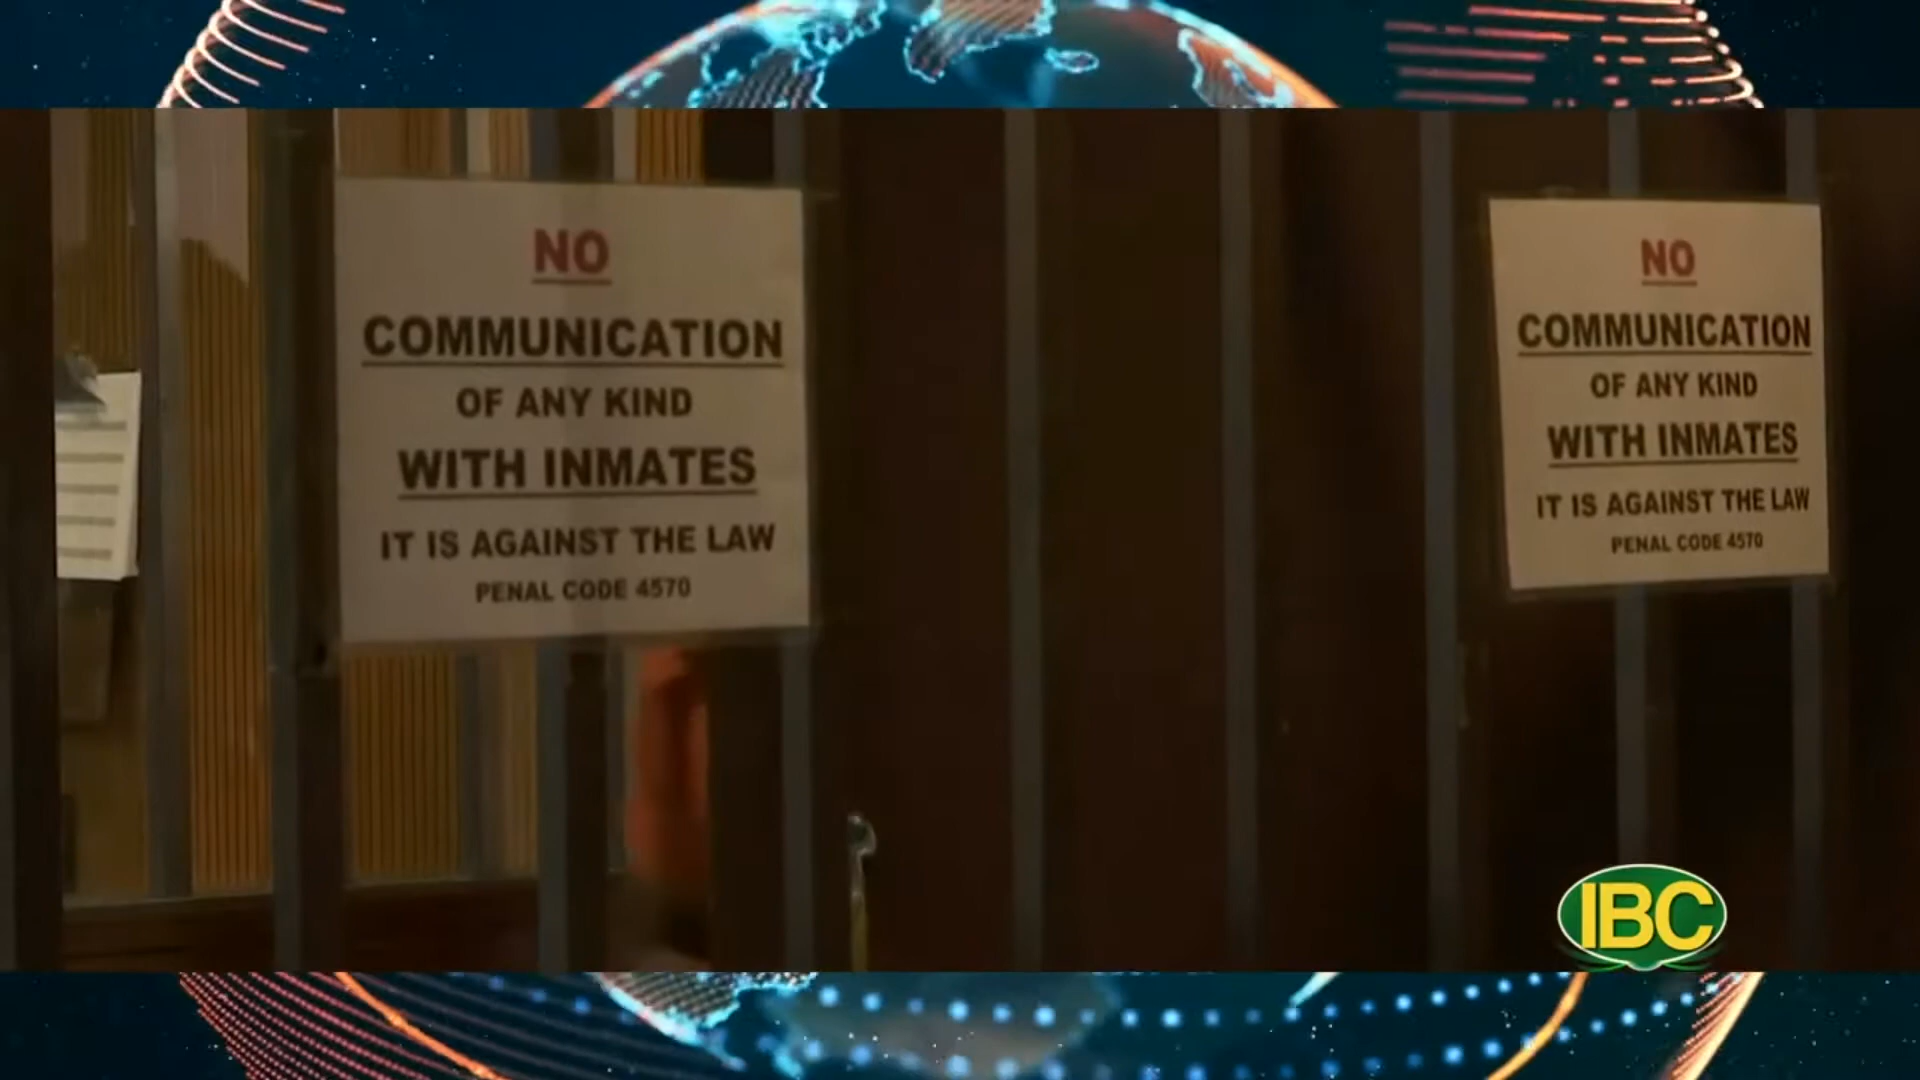 NO
COMMUNICATION
OF ANY KIND
WITH INMATES
IT IS AGAINST THE LAW
PENAL CODE 4570
NO
COMMUNICATION
OF ANY KIND
WITH INMATES
IT IS AGAINST THE LAW
PENAL CODE 4570
IBC